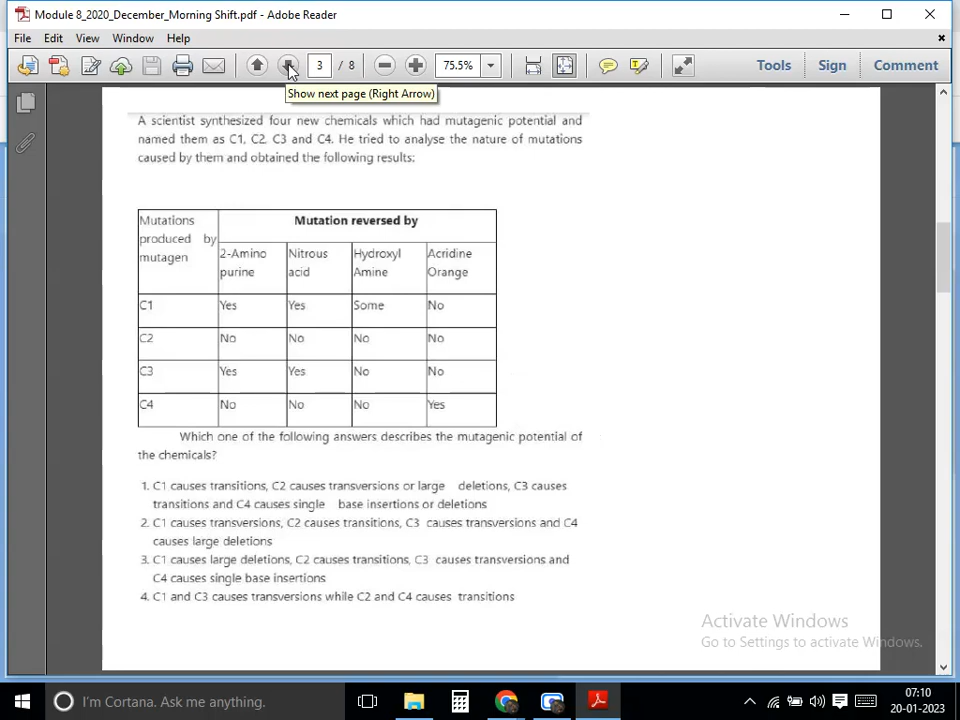 Module 8_2020_December_Morning Shift.pdf - Adobe Reader
File Edit View Window Help
3 / 8 75.5% Tools Sign Comment
Show next page (Right Arrow)
A scientist synthesized four new chemicals which had mutagenic potential and
named them as C1, C2. C3 and C4. He tried to analyse the nature of mutations
caused by them and obtained the following results:
Mutations produced by mutagen Mutation reversed by
2-Amino purine Nitrous acid Hydroxyl Amine Acridine Orange
C1 Yes Yes Some No
C2 No No No No
C3 Yes Yes No No
C4 No No No Yes
Which one of the following answers describes the mutagenic potential of
the chemicals?
1. C1 causes transitions, C2 causes transversions or large deletions, C3 causes
transitions and C4 causes single base insertions or deletions
2. C1 causes transversions, C2 causes transitions, C3 causes transversions and C4
causes large deletions
3. C1 causes large deletions, C2 causes transitions, C3 causes transversions and
C4 causes single base insertions
4. C1 and C3 causes transversions while C2 and C4 causes transitions
Activate Windows
Go to Settings to activate Windows.
I'm Cortana. Ask me anything.
07:10
20-01-2023